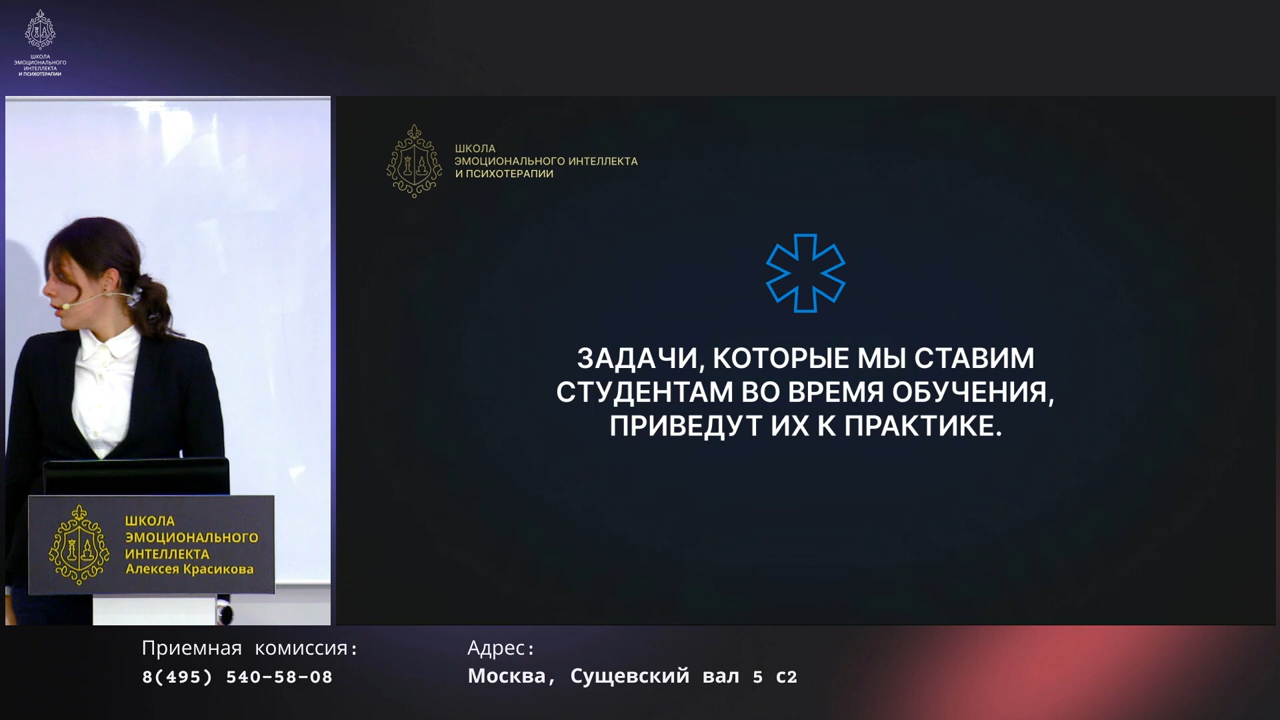 ШКОЛА
ЭМОЦИОНАЛЬНОГО
ИНТЕЛЛЕКТА
И ПСИХОТЕРАПИИ
ШКОЛА
ЭМОЦИОНАЛЬНОГО ИНТЕЛЛЕКТА
И ПСИХОТЕРАПИИ
ЗАДАЧИ, КОТОРЫЕ МЫ СТАВИМ
СТУДЕНТАМ ВО ВРЕМЯ ОБУЧЕНИЯ,
ПРИВЕДУТ ИХ К ПРАКТИКЕ.
ШКОЛА
ЭМОЦИОНАЛЬНОГО
ИНТЕЛЛЕКТА
Алексея Красикова
Приемная комиссия:
8(495) 540-58-08
Адрес:
Москва, Сущевский вал 5 с2